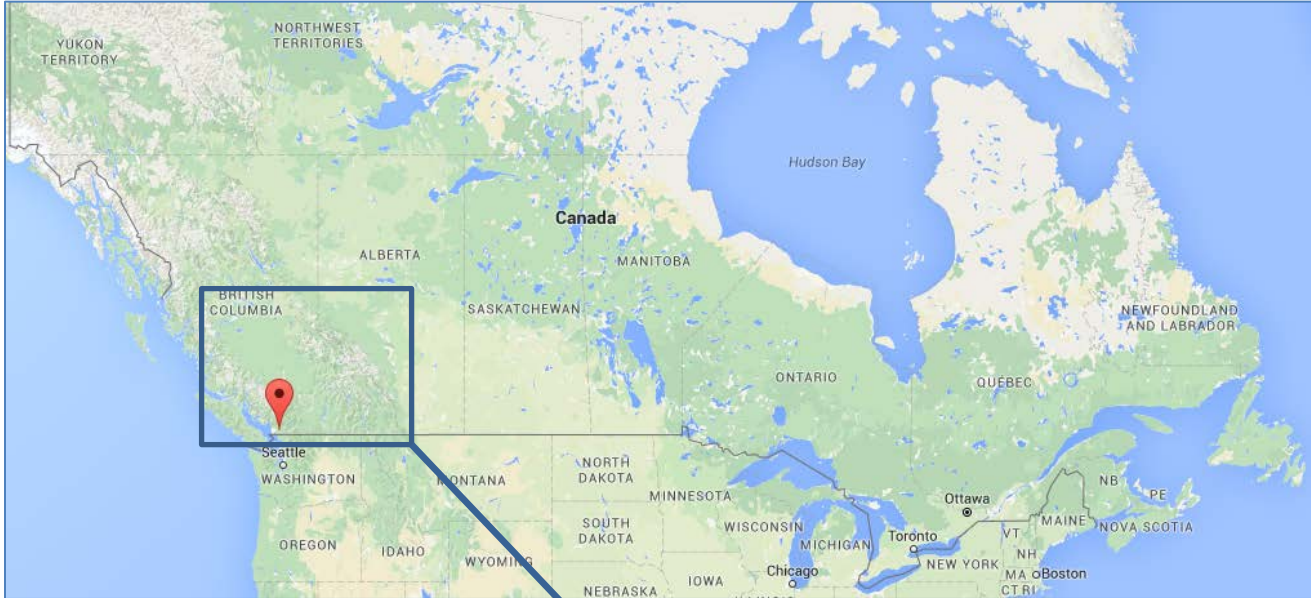 YUKON
TERRITORY
NORTHWEST
TERRITORIES
Hudson Bay
Canada
ALBERTA
MANITOBA
BRITISH
COLUMBIA
SASKATCHEWAN
NEWFOUNDLAND
AND LABRADOR
ONTARIO
QUÉBEC
Seattle
WASHINGTON
MONTANA
NORTH
DAKOTA
MINNESOTA
Ottawa
NB
PE
OREGON
IDAHO
WYOMING
SOUTH
DAKOTA
WISCONSIN
MICHIGAN
Toronto
VT
MAINE
NOVA SCOTIA
NH
NEW YORK
Chicago
IOWA
NEBRASKA
MA
Boston
CT RI